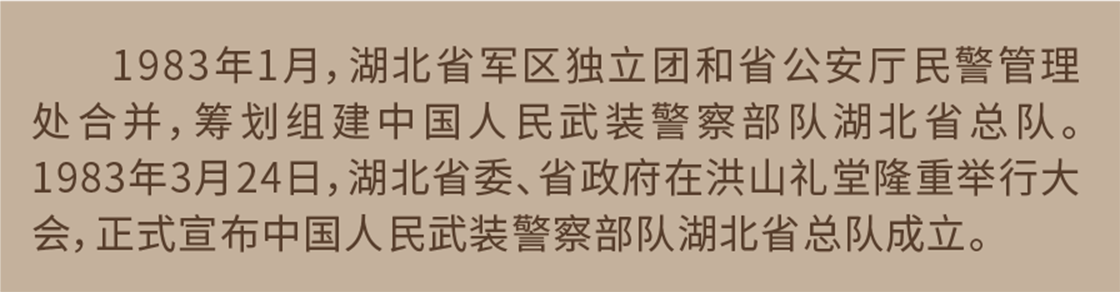 1983年1月，湖北省军区独立团和省公安厅民警管理
处合并，筹划组建中国人民武装警察部队湖北省总队。
1983年3月24日，湖北省委、省政府在洪山礼堂隆重举行大
会，正式宣布中国人民武装警察部队湖北省总队成立。